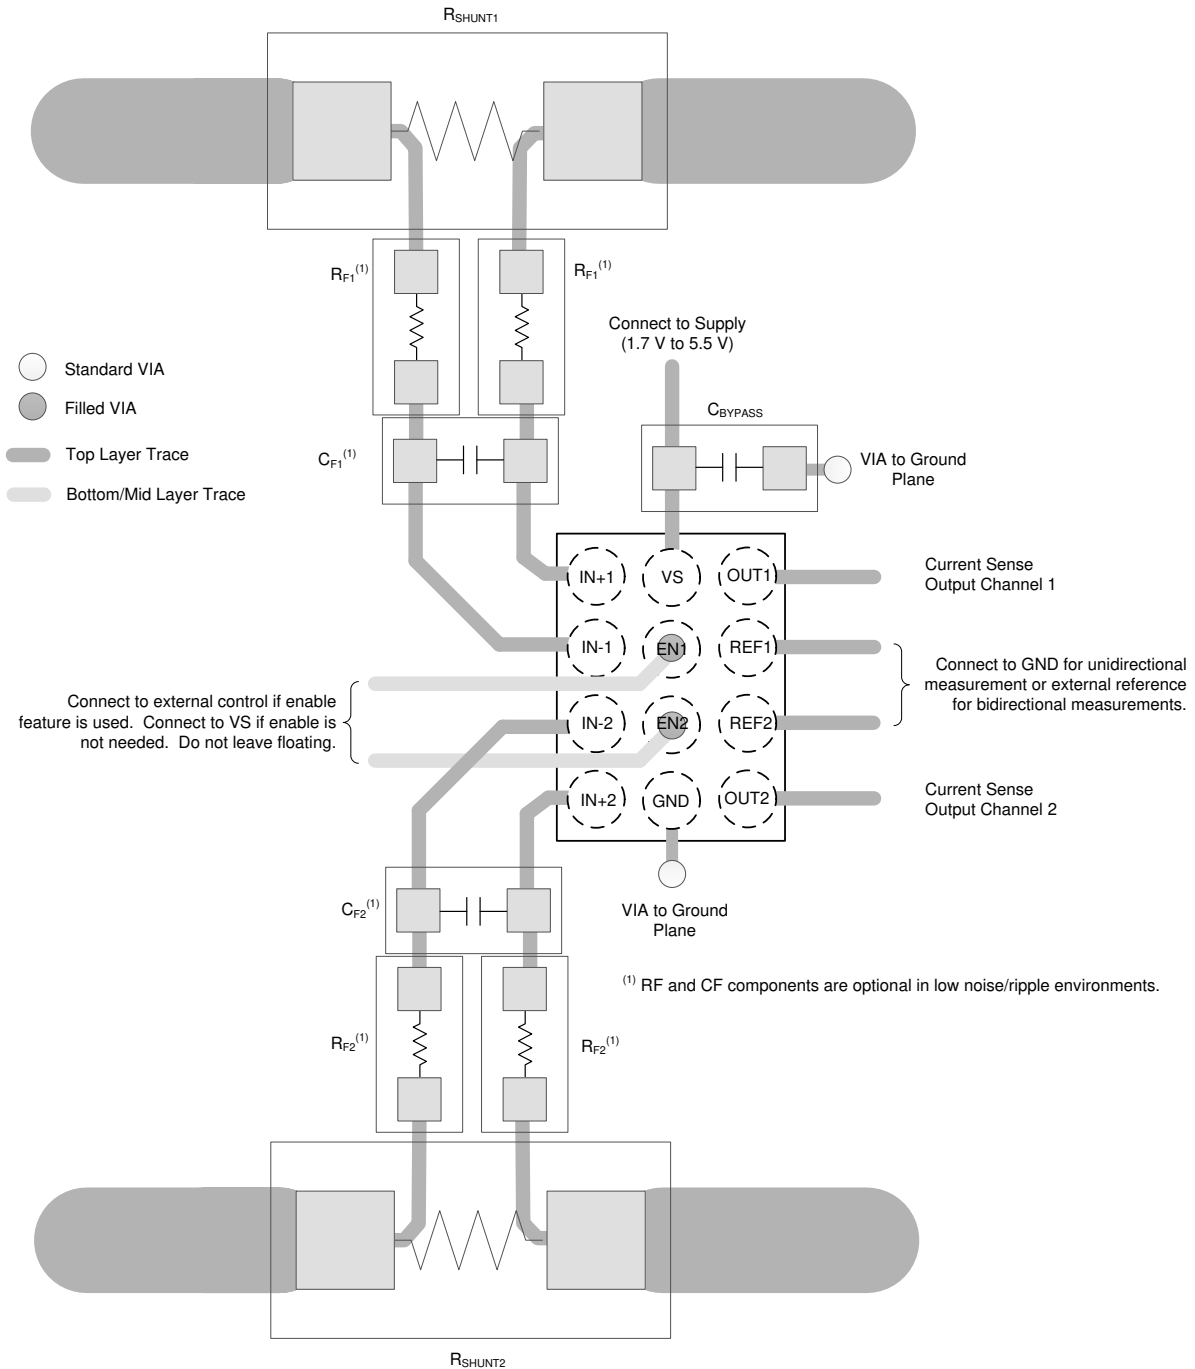 RSHUNT1
RF1(1)
RF1(1)
Connect to Supply
(1.7 V to 5.5 V)
Standard VIA
Filled VIA
Top Layer Trace
Bottom/Mid Layer Trace
CF1(1)
CBYPASS
VIA to Ground
Plane
IN+1
VS
OUT1
Current Sense
Output Channel 1
IN-1
EN1
REF1
Connect to GND for unidirectional
measurement or external reference
for bidirectional measurements.
Connect to external control if enable
feature is used. Connect to VS if enable is
not needed. Do not leave floating.
IN-2
EN2
REF2
IN+2
GND
OUT2
Current Sense
Output Channel 2
CF2(1)
VIA to Ground
Plane
(1) RF and CF components are optional in low noise/ripple environments.
RF2(1)
RF2(1)
RSHUNT2